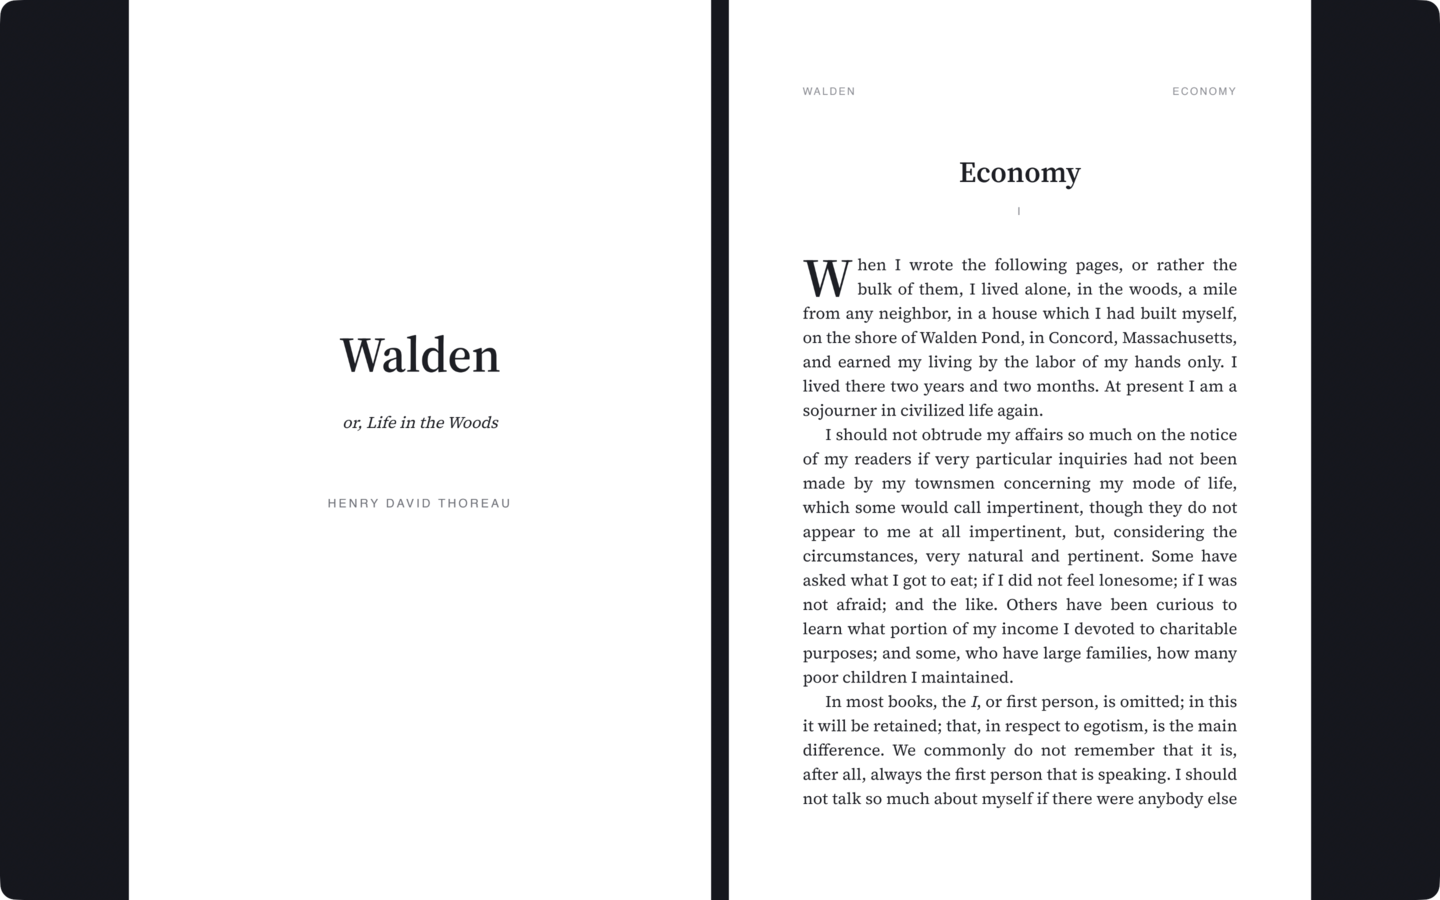 Walden
or, Life in the Woods
HENRY DAVID THOREAU
WALDEN
ECONOMY
Economy
I
When I wrote the following pages, or rather the
bulk of them, I lived alone, in the woods, a mile
from any neighbor, in a house which I had built myself,
on the shore of Walden Pond, in Concord, Massachusetts,
and earned my living by the labor of my hands only. I
lived there two years and two months. At present I am a
sojourner in civilized life again.
I should not obtrude my affairs so much on the notice
of my readers if very particular inquiries had not been
made by my townsmen concerning my mode of life,
which some would call impertinent, though they do not
appear to me at all impertinent, but, considering the
circumstances, very natural and pertinent. Some have
asked what I got to eat; if I did not feel lonesome; if I was
not afraid; and the like. Others have been curious to
learn what portion of my income I devoted to charitable
purposes; and some, who have large families, how many
poor children I maintained.
In most books, the I, or first person, is omitted; in this
it will be retained; that, in respect to egotism, is the main
difference. We commonly do not remember that it is,
after all, always the first person that is speaking. I should
not talk so much about myself if there were anybody else